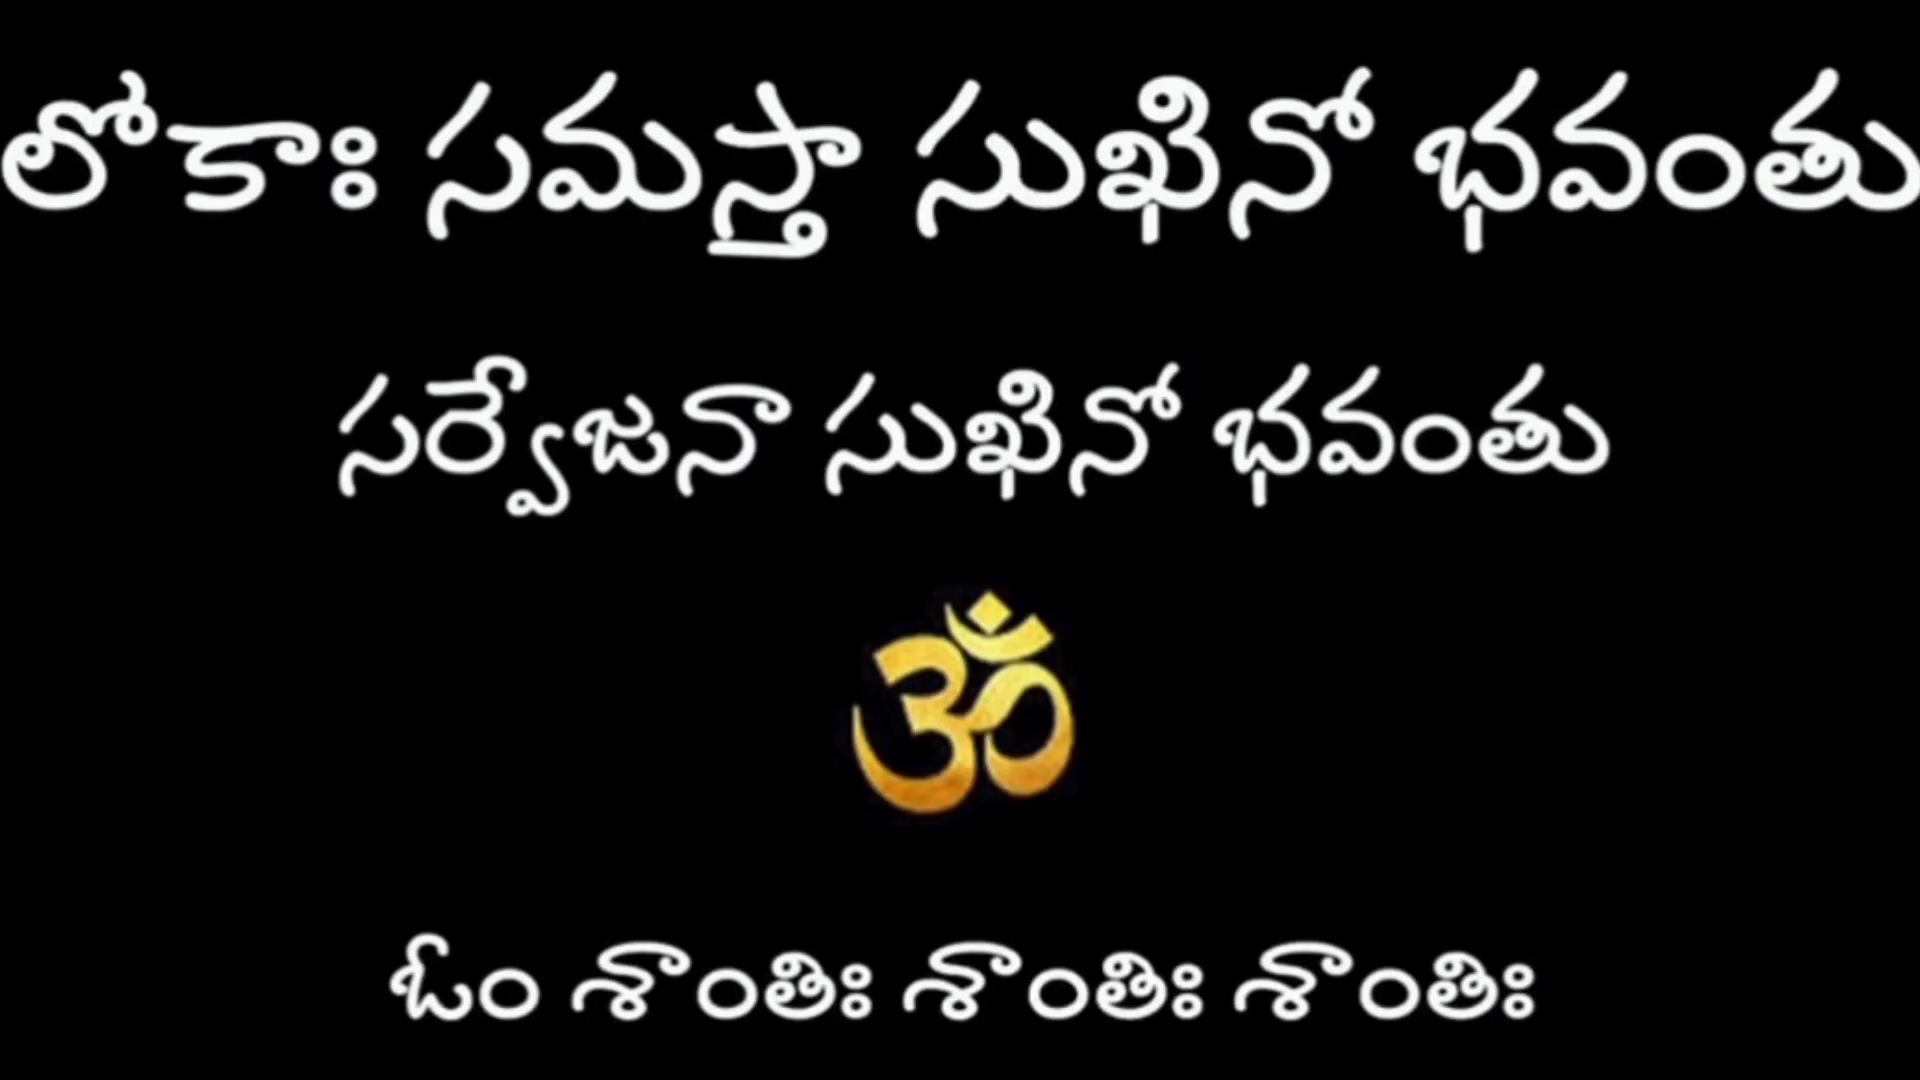 లోకాః సమస్తా సుఖినో భవంతు
సర్వేజనా సుఖినో భవంతు
ॐ
ఓం శాంతిః శాంతిః శాంతిః